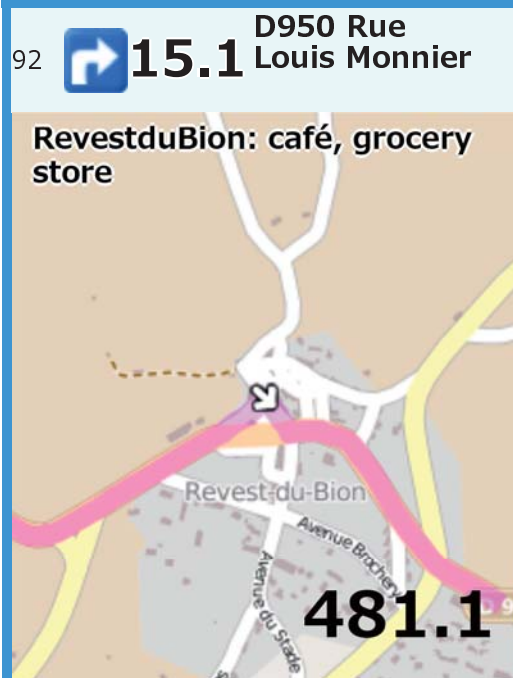 92
15.1
D950 Rue
Louis Monnier
RevestduBion: café, grocery
store
Revest-du-Bion
Avenue Brochery
Avenue du Stade
481.1